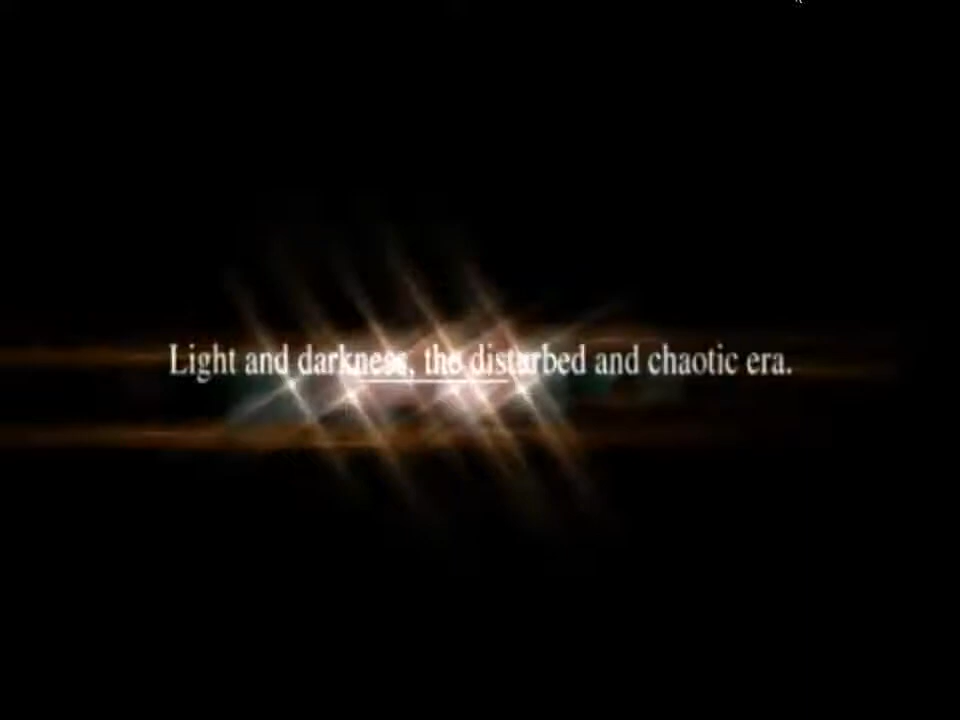 Light and darkness, the disturbed and chaotic era.